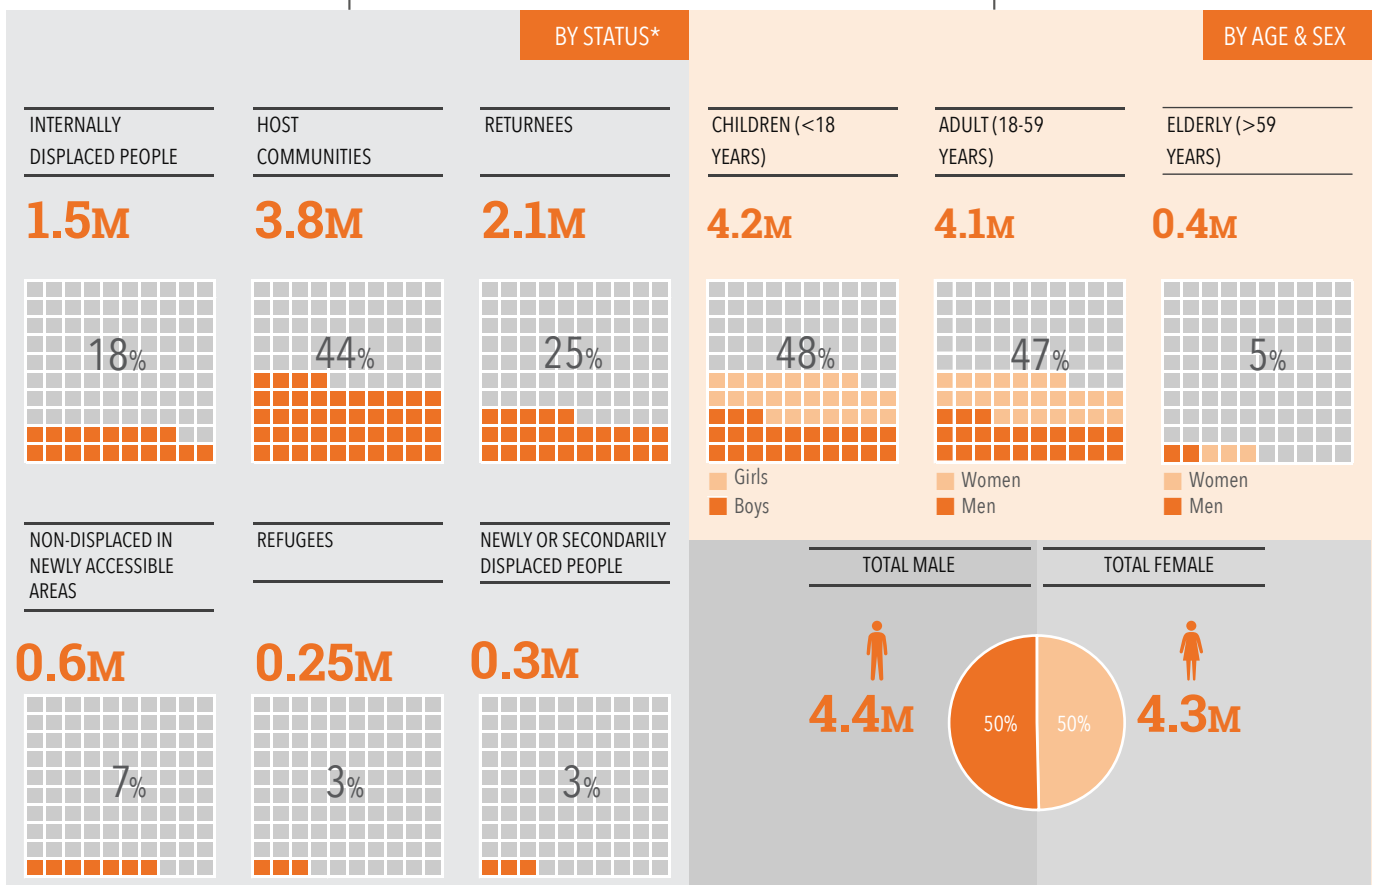 BY STATUS*
INTERNALLY
DISPLACED PEOPLE
1.5M
18%
HOST
COMMUNITIES
3.8M
44%
RETURNEES
2.1M
25%
NON-DISPLACED IN
NEWLY ACCESSIBLE
AREAS
0.6M
7%
REFUGEES
0.25M
3%
NEWLY OR SECONDARILY
DISPLACED PEOPLE
0.3M
3%
BY AGE & SEX
CHILDREN (<18
YEARS)
4.2M
48%
Girls
Boys
ADULT (18-59
YEARS)
4.1M
47%
Women
Men
ELDERLY (>59
YEARS)
0.4M
5%
Women
Men
TOTAL MALE
4.4M
50%
TOTAL FEMALE
50%
4.3M